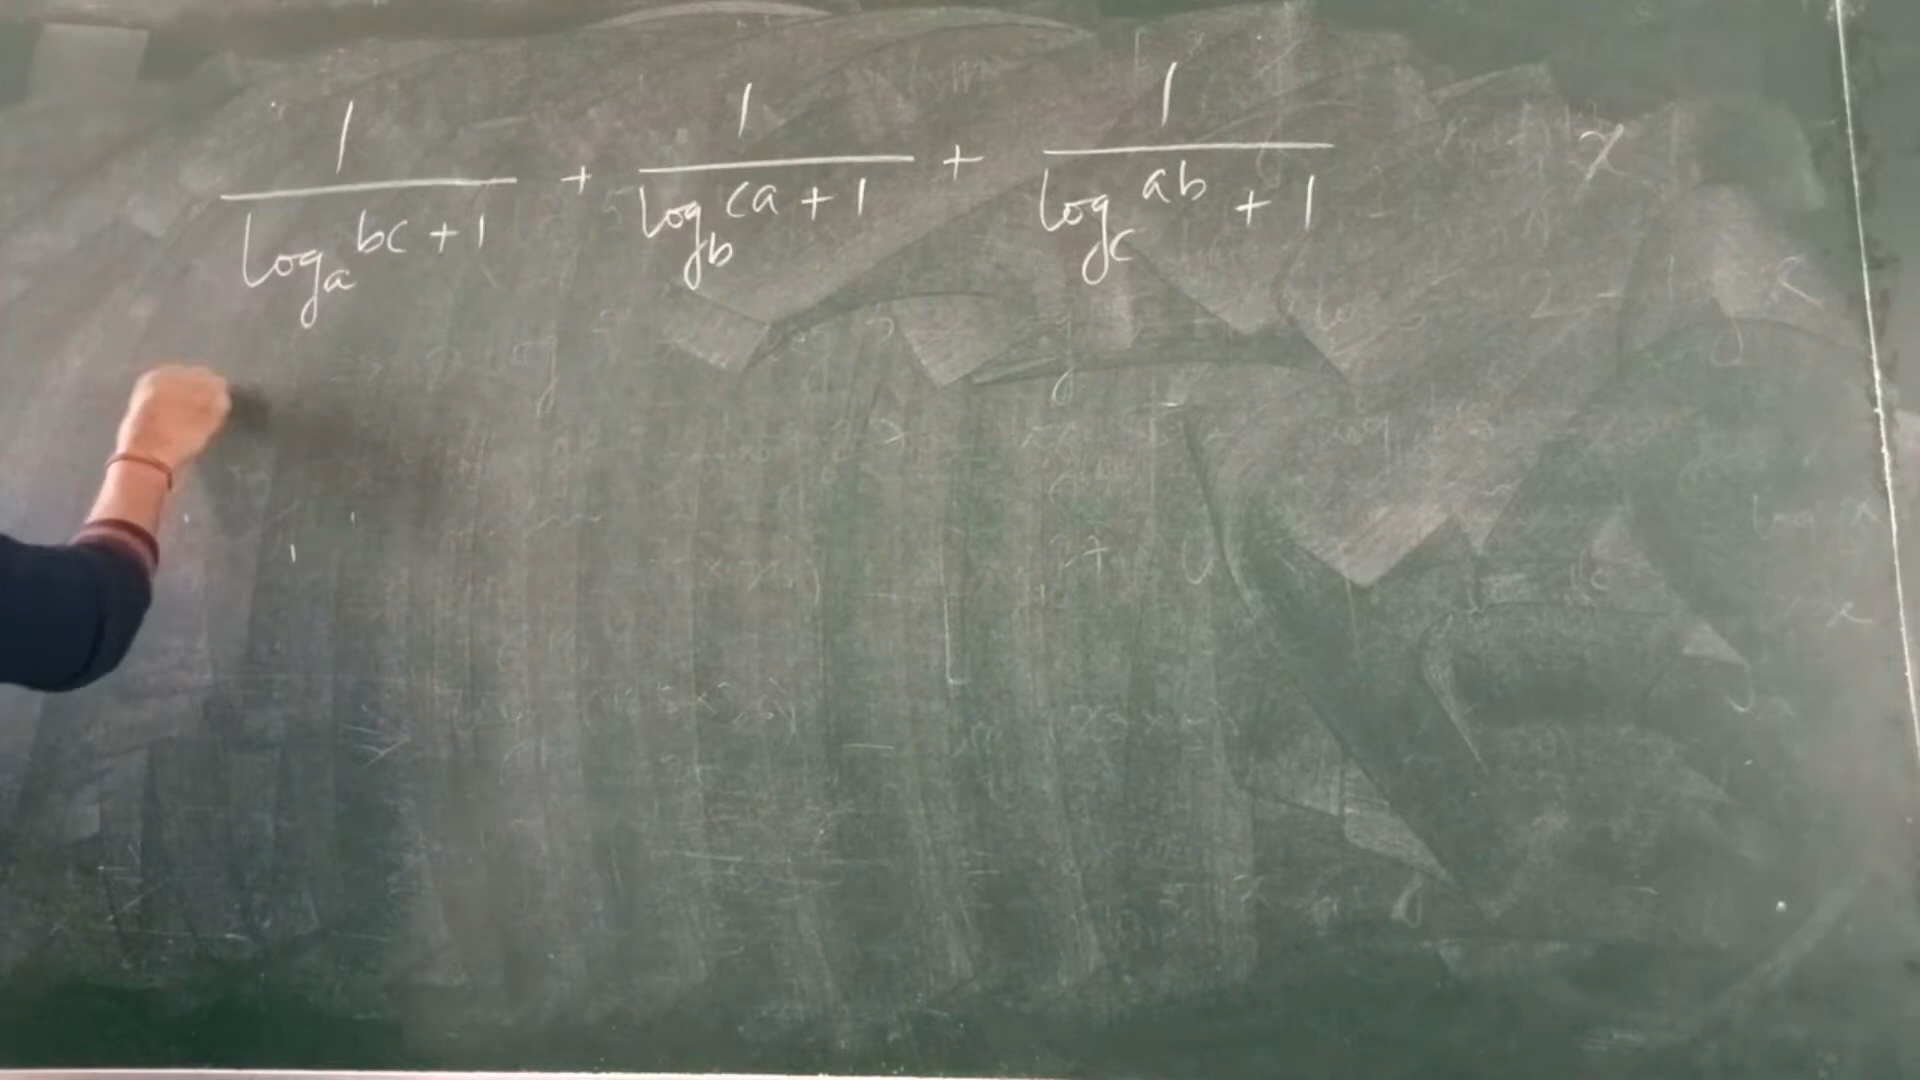 1/(log_a bc + 1) + 1/(log_b ca + 1) + 1/(log_c ab + 1)